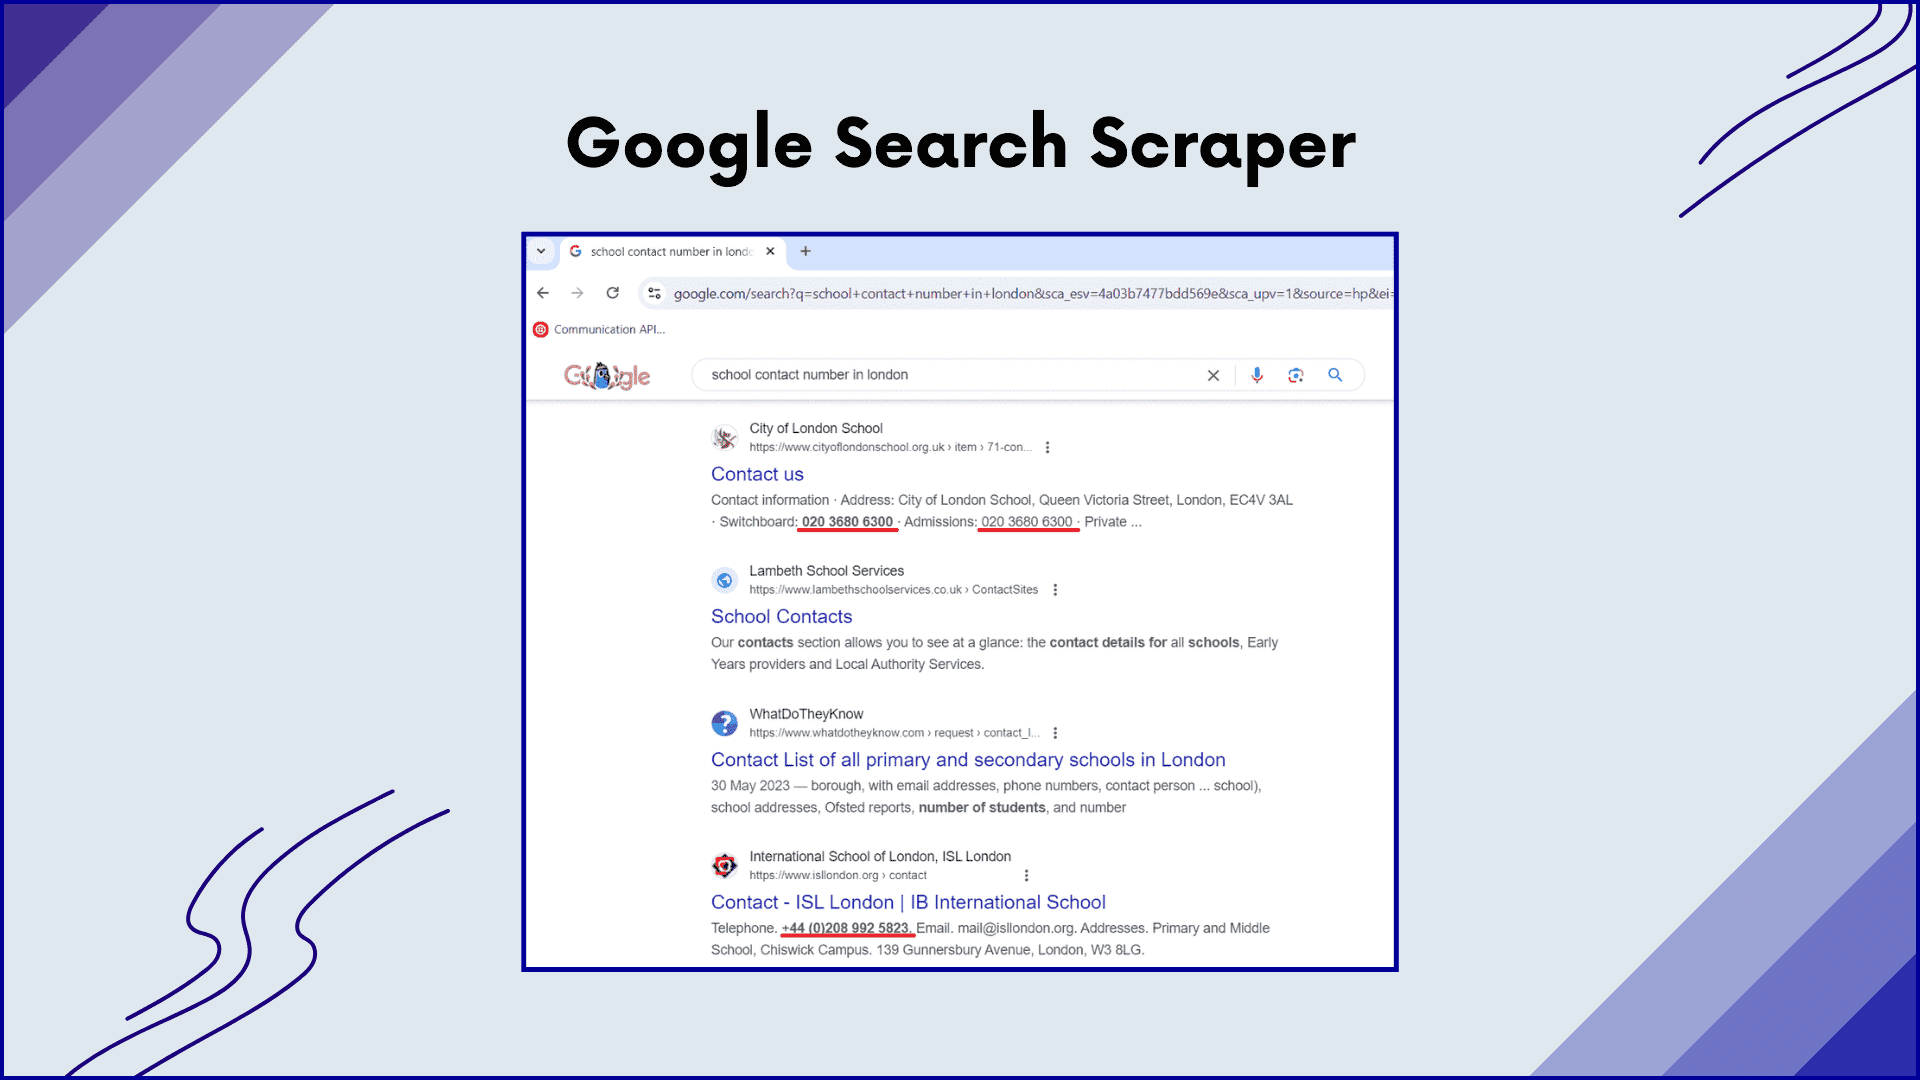 Google Search Scraper
school contact number in lond
google.com/search?q=school+contact+number+in+london&sca_esv=4a03b7477bdd569e&sca_upv=1&source=hp&ei=
Communication API...
Google
school contact number in london
City of London School
https://www.cityoflondonschool.org.uk › item › 71-con...
Contact us
Contact information · Address: City of London School, Queen Victoria Street, London, EC4V 3AL
· Switchboard: 020 3680 6300 · Admissions: 020 3680 6300 · Private ...
Lambeth School Services
https://www.lambethschoolservices.co.uk › ContactSites
School Contacts
Our contacts section allows you to see at a glance: the contact details for all schools, Early
Years providers and Local Authority Services.
WhatDoTheyKnow
https://www.whatdotheyknow.com › request › contact_l...
Contact List of all primary and secondary schools in London
30 May 2023 — borough, with email addresses, phone numbers, contact person ... school),
school addresses, Ofsted reports, number of students, and number
International School of London, ISL London
https://www.isllondon.org › contact
Contact - ISL London | IB International School
Telephone. +44 (0)208 992 5823. Email. mail@isllondon.org. Addresses. Primary and Middle
School, Chiswick Campus. 139 Gunnersbury Avenue, London, W3 8LG.